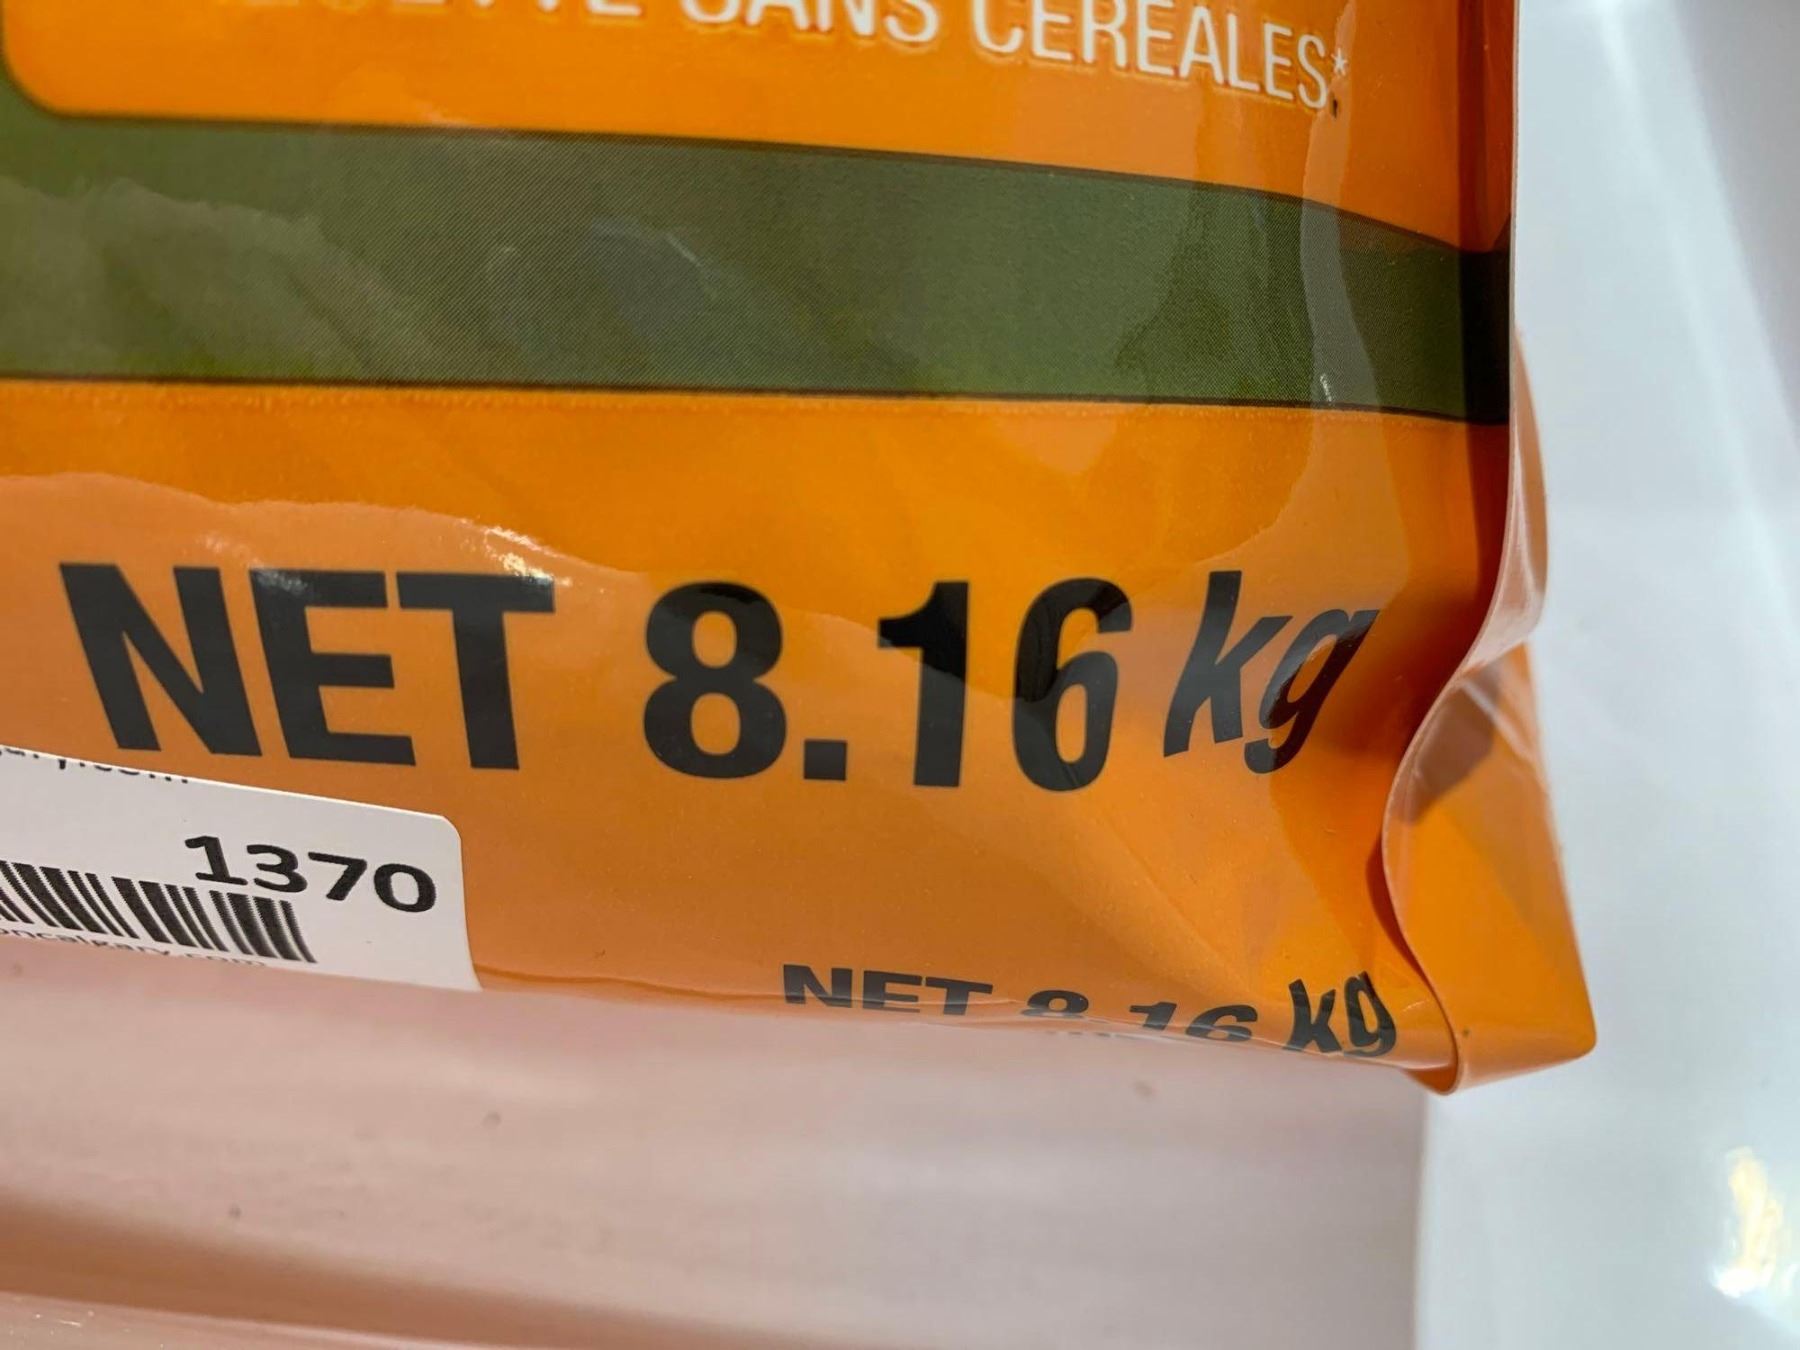 SANS CÉRÉALES*
NET 8.16 kg
1370
NET 8.16 kg